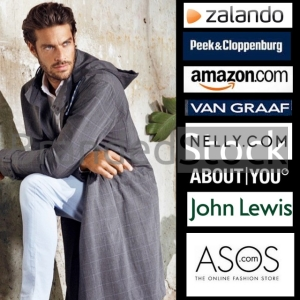 zalando
Peek&Cloppenburg
amazon.com
VAN GRAAF
NELLY.COM
Stock
ABOUT|YOU®
John Lewis
ASOS
.com
THE ONLINE FASHION STORE